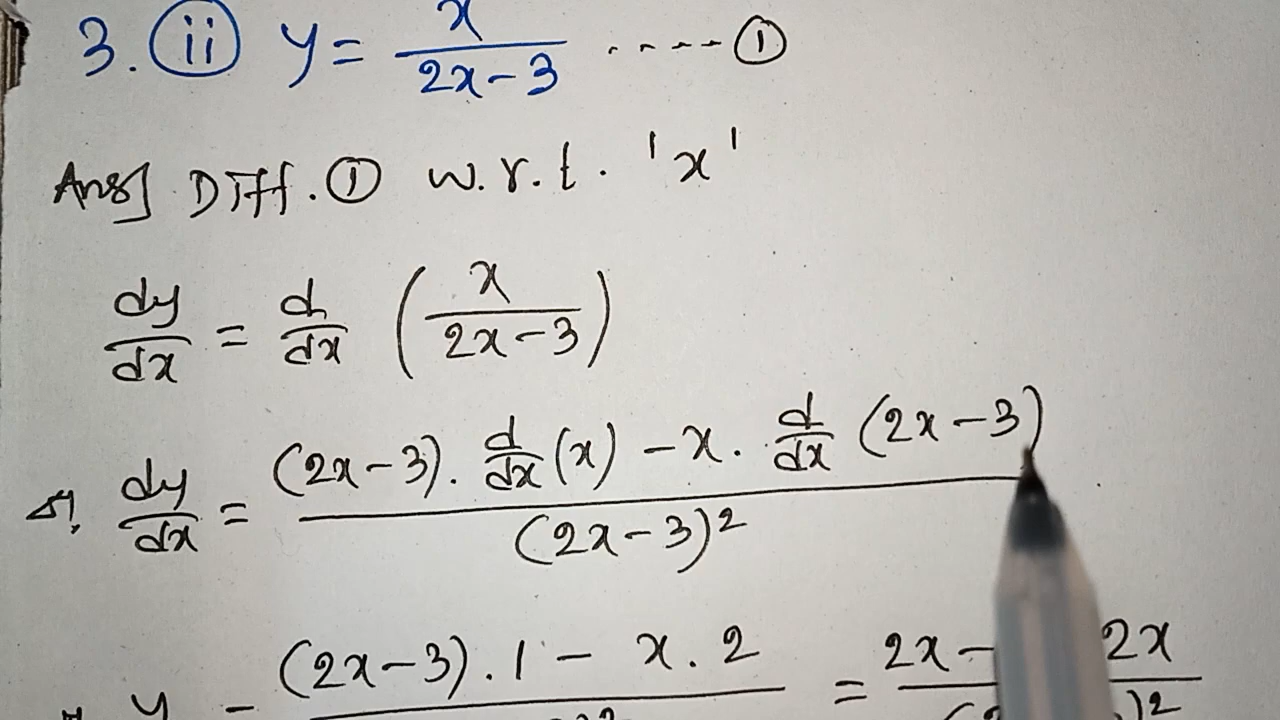 3. (ii) y = x/(2x-3) ----- (1)
Ans] Diff. (1) w.r.t. 'x'
dy/dx = d/dx (x/(2x-3))
dy/dx = ((2x-3). d/dx (x) - x. d/dx (2x-3))/(2x-3)²
(2x-3).1 - x.2 = 2x- 2x